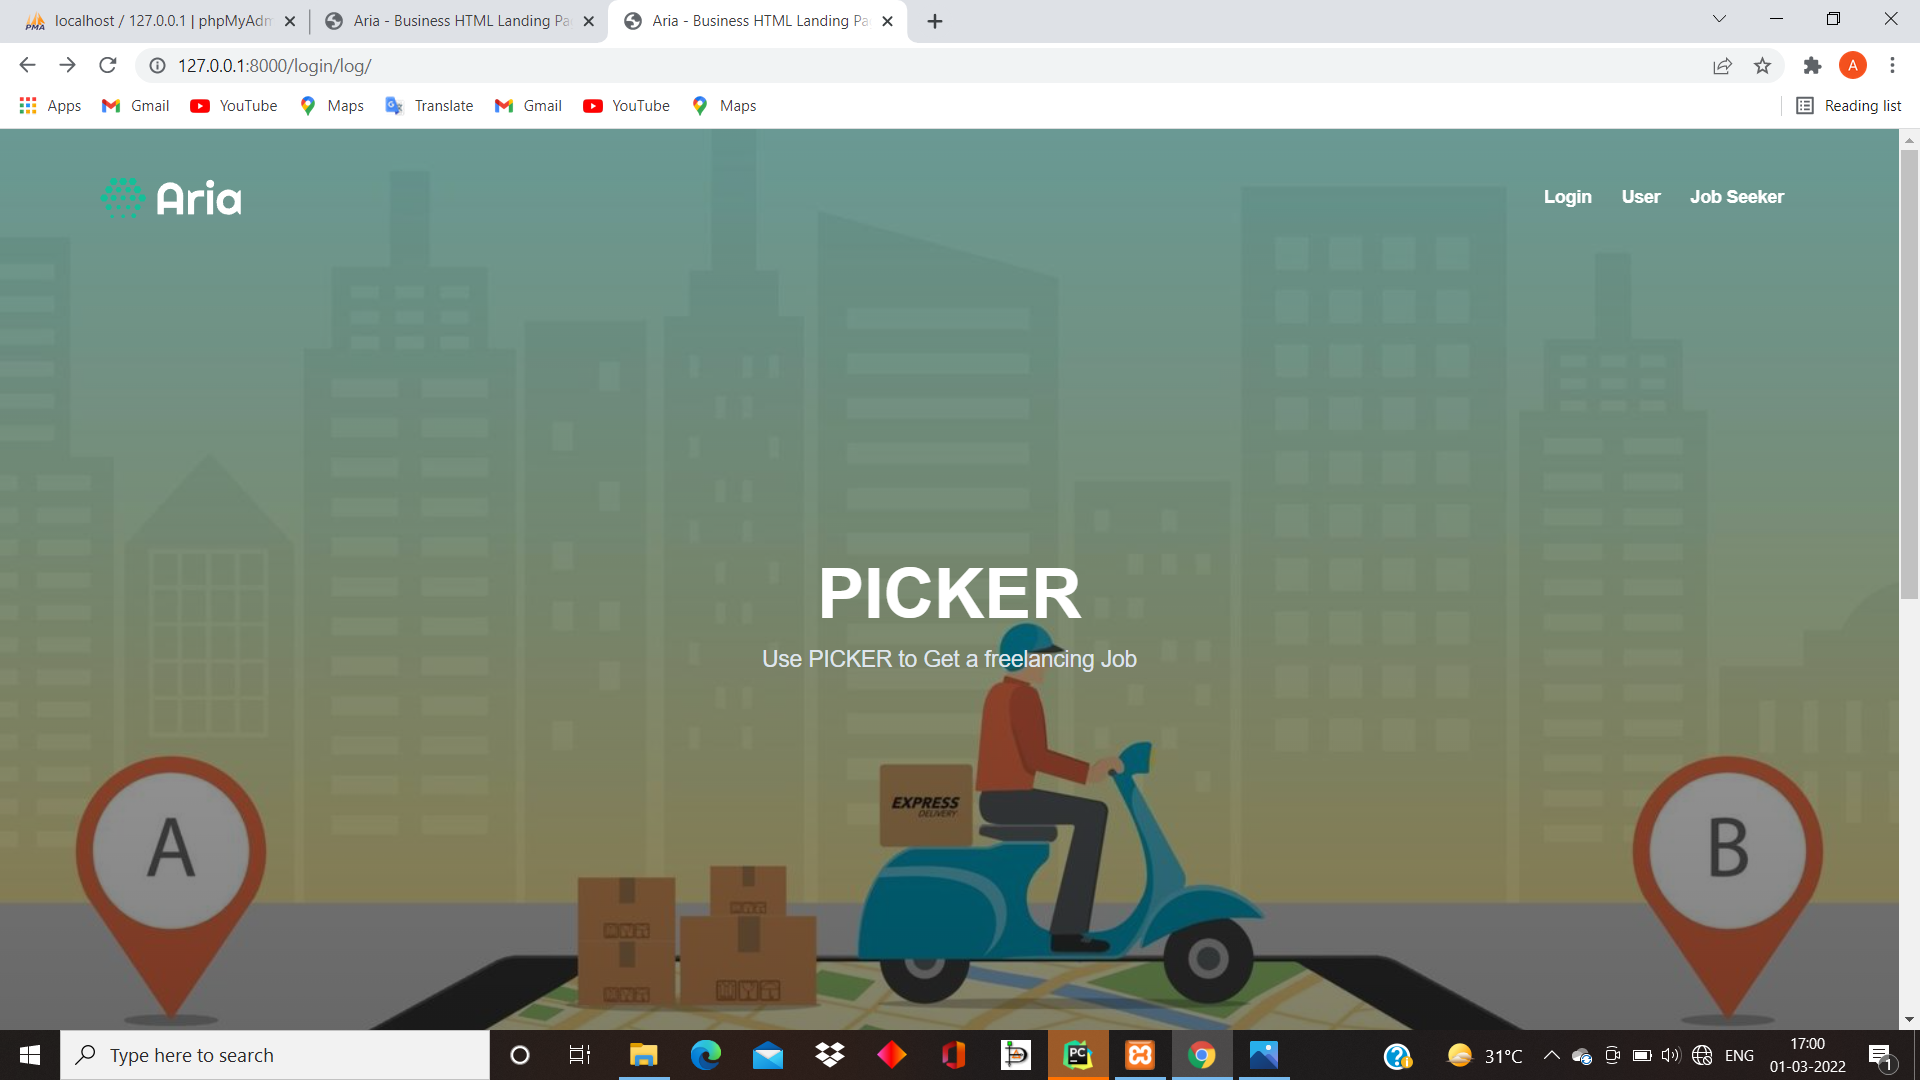 localhost / 127.0.0.1 | phpMyAdm
Aria - Business HTML Landing Pa
Aria - Business HTML Landing Pa
127.0.0.1:8000/login/log/
A
Apps
Gmail
YouTube
Maps
Translate
Gmail
YouTube
Maps
Reading list
Aria
Login
User
Job Seeker
PICKER
Use PICKER to Get a freelancing Job
EXPRESS
DELIVERY
A
B
Type here to search
PC
31°C
ENG
17:00
01-03-2022
1